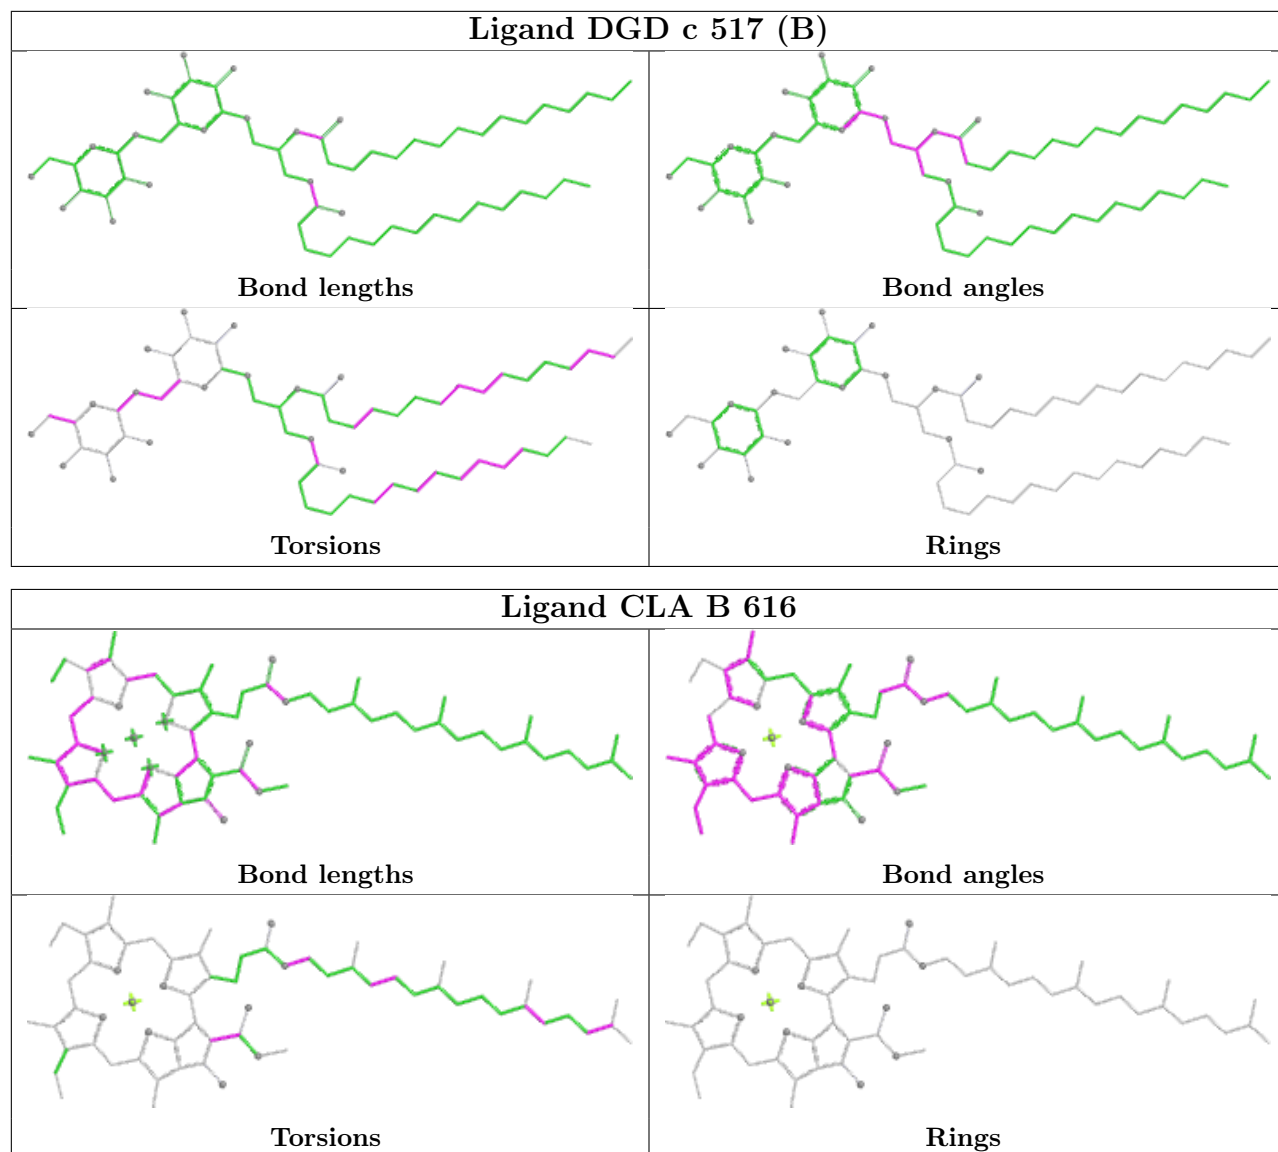 Ligand DGD c 517 (B)
Bond lengths
Bond angles
Torsions
Rings
Ligand CLA B 616
Bond lengths
Bond angles
Torsions
Rings